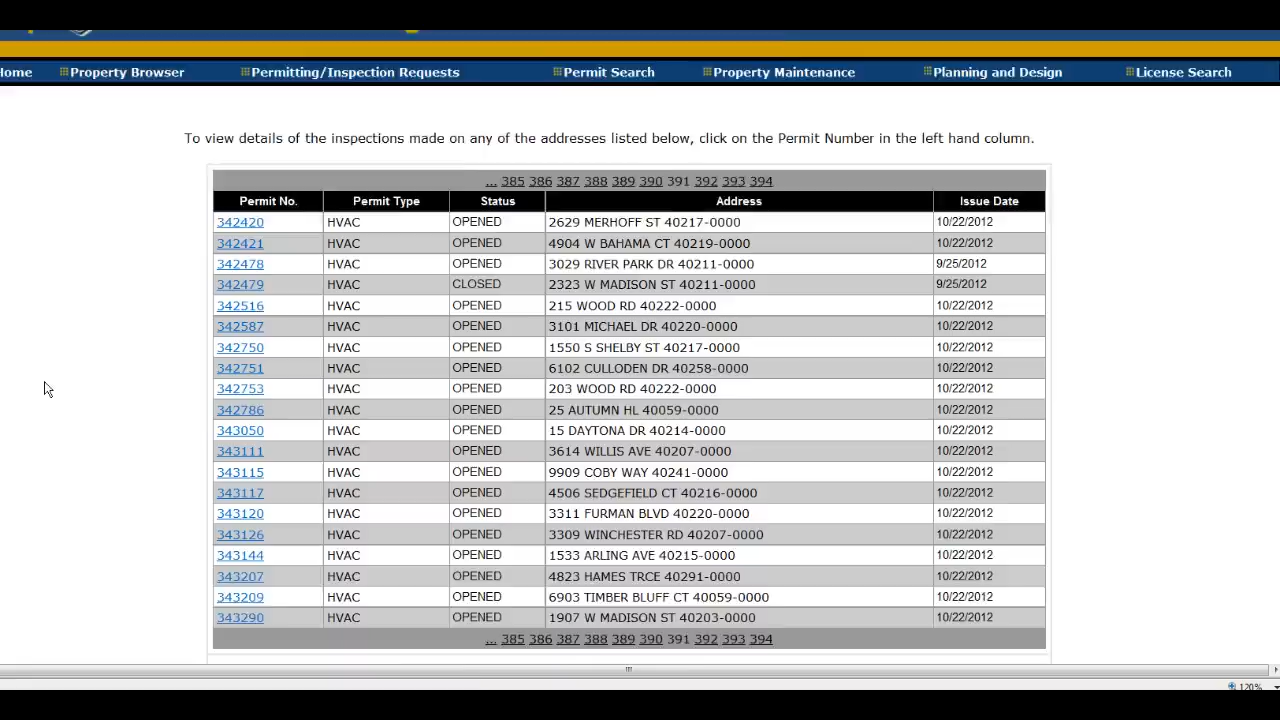 Home Property Browser Permitting/Inspection Requests Permit Search Property Maintenance Planning and Design License Search
To view details of the inspections made on any of the addresses listed below, click on the Permit Number in the left hand column.
... 385 386 387 388 389 390 391 392 393 394
Permit No. Permit Type Status Address Issue Date
342420 HVAC OPENED 2629 MERHOFF ST 40217-0000 10/22/2012
342421 HVAC OPENED 4904 W BAHAMA CT 40219-0000 10/22/2012
342478 HVAC OPENED 3029 RIVER PARK DR 40211-0000 9/25/2012
342479 HVAC CLOSED 2323 W MADISON ST 40211-0000 9/25/2012
342516 HVAC OPENED 215 WOOD RD 40222-0000 10/22/2012
342587 HVAC OPENED 3101 MICHAEL DR 40220-0000 10/22/2012
342750 HVAC OPENED 1550 S SHELBY ST 40217-0000 10/22/2012
342751 HVAC OPENED 6102 CULLODEN DR 40258-0000 10/22/2012
342753 HVAC OPENED 203 WOOD RD 40222-0000 10/22/2012
342786 HVAC OPENED 25 AUTUMN HL 40059-0000 10/22/2012
343050 HVAC OPENED 15 DAYTONA DR 40214-0000 10/22/2012
343111 HVAC OPENED 3614 WILLIS AVE 40207-0000 10/22/2012
343115 HVAC OPENED 9909 COBY WAY 40241-0000 10/22/2012
343117 HVAC OPENED 4506 SEDGEFIELD CT 40216-0000 10/22/2012
343120 HVAC OPENED 3311 FURMAN BLVD 40220-0000 10/22/2012
343126 HVAC OPENED 3309 WINCHESTER RD 40207-0000 10/22/2012
343144 HVAC OPENED 1533 ARLING AVE 40215-0000 10/22/2012
343207 HVAC OPENED 4823 HAMES TRCE 40291-0000 10/22/2012
343209 HVAC OPENED 6903 TIMBER BLUFF CT 40059-0000 10/22/2012
343290 HVAC OPENED 1907 W MADISON ST 40203-0000 10/22/2012
... 385 386 387 388 389 390 391 392 393 394
120%